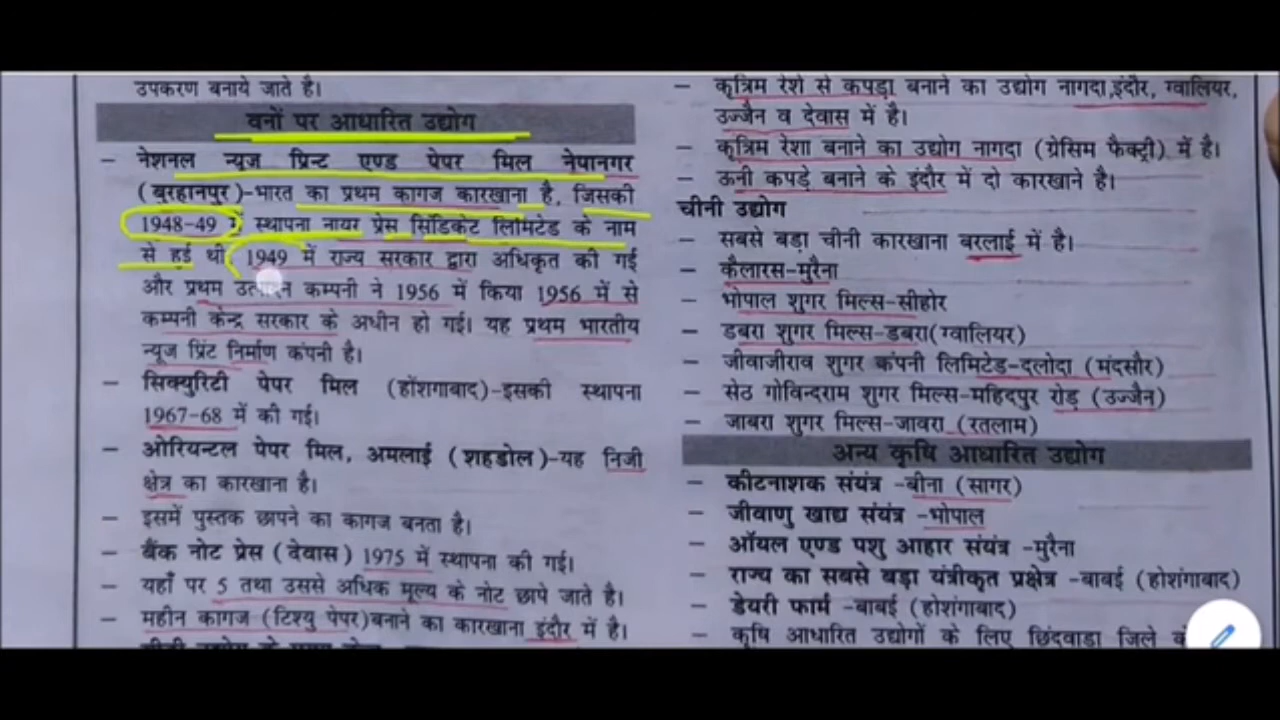 उपकरण बनाये जाते है।
वनों पर आधारित उद्योग
– नेशनल न्यूज प्रिन्ट एण्ड पेपर मिल नेपानगर
(बुरहानपुर)-भारत का प्रथम कागज कारखाना है, जिसकी
1948-49 में स्थापना नायर प्रेस सिंडिकेट लिमिटेड के नाम
से हुई थी 1949 में राज्य सरकार द्वारा अधिकृत की गई
और प्रथम उत्पादन कम्पनी ने 1956 में किया 1956 में से
कम्पनी केन्द्र सरकार के अधीन हो गई। यह प्रथम भारतीय
न्यूज प्रिंट निर्माण कंपनी है।
– सिक्युरिटी पेपर मिल (होंशगाबाद)-इसकी स्थापना
1967-68 में की गई।
– ओरियन्टल पेपर मिल, अमलाई (शहडोल)-यह निजी
क्षेत्र का कारखाना है।
– इसमें पुस्तक छापने का कागज बनता है।
– बैंक नोट प्रेस (देवास) 1975 में स्थापना की गई।
– यहाँ पर 5 तथा उससे अधिक मूल्य के नोट छापे जाते है।
– महीन कागज (टिश्यु पेपर)बनाने का कारखाना इंदौर में है।
– कृत्रिम रेशे से कपड़ा बनाने का उद्योग नागदा,इंदौर, ग्वालियर,
उज्जैन व देवास में है।
– कृत्रिम रेशा बनाने का उद्योग नागदा (ग्रेसिम फैक्ट्री) में है।
– ऊनी कपडे बनाने के इंदौर में दो कारखाने है।
चीनी उद्योग
– सबसे बड़ा चीनी कारखाना बरलाई में है।
– कैलारस-मुरैना
– भोपाल शुगर मिल्स-सीहोर
– डबरा शुगर मिल्स-डबरा(ग्वालियर)
– जीवाजीराव शुगर कंपनी लिमिटेड-दलोदा (मंदसौर)
– सेठ गोविन्दराम शुगर मिल्स-महिदपुर रोड़ (उज्जैन)
– जाबरा शुगर मिल्स-जावरा (रतलाम)
अन्य कृषि आधारित उद्योग
– कीटनाशक संयंत्र -बीना (सागर)
– जीवाणु खाद्य संयंत्र -भोपाल
– ऑयल एण्ड पशु आहार संयंत्र -मुरैना
– राज्य का सबसे बड़ा यंत्रीकृत प्रक्षेत्र -बाबई (होशंगाबाद)
– डेयरी फार्म -बाबई (होशंगाबाद)
– कृषि आधारित उद्योगों के लिए छिंदवाड़ा जिले